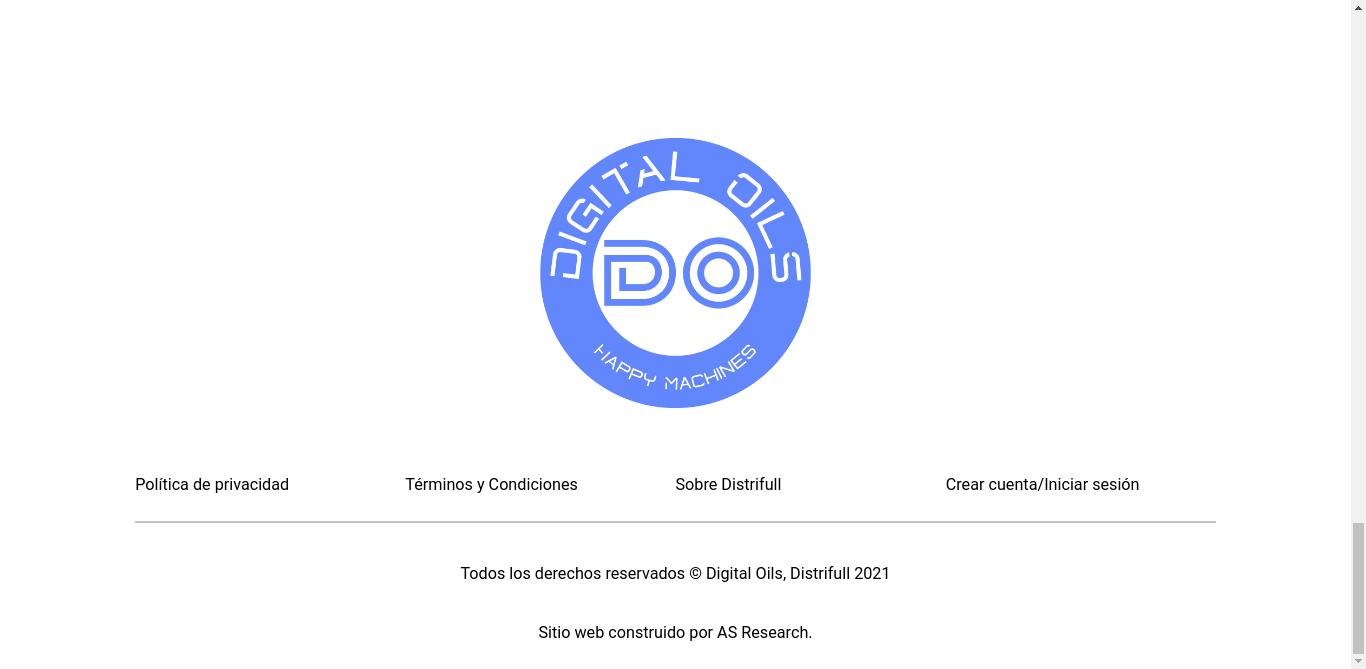 DIGITAL OILS
DO
HAPPY MACHINES
Política de privacidad
Términos y Condiciones
Sobre Distrifull
Crear cuenta/Iniciar sesión
Todos los derechos reservados © Digital Oils, Distrifull 2021
Sitio web construido por AS Research.